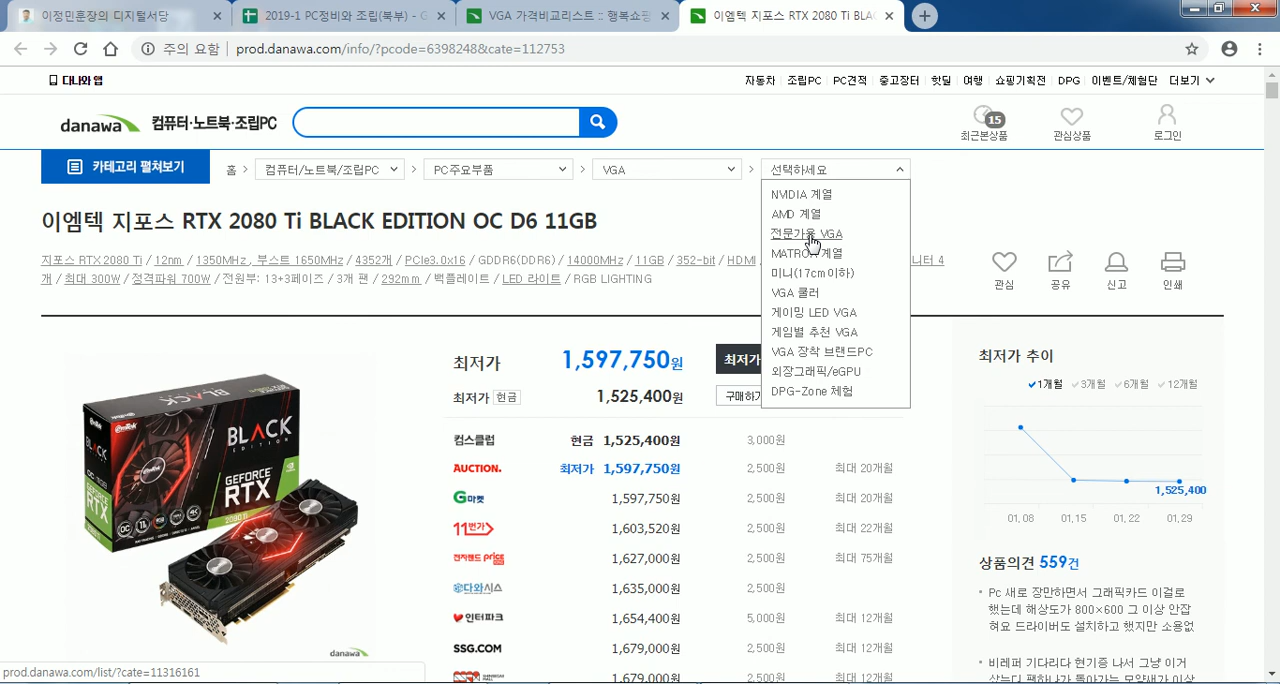 이정민훈장의 디지털서당
2019-1 PC정비와 조립(북부) - G
VGA 가격비교리스트 :: 행복쇼핑
이엠텍 지포스 RTX 2080 Ti BLAC
주의 요함 | prod.danawa.com/info/?pcode=6398248&cate=112753
다나와 앱
자동차 조립PC PC견적 중고장터 핫딜 여행 쇼핑기획전 DPG 이벤트/체험단 더보기
danawa 컴퓨터·노트북·조립PC
15
최근본상품 관심상품 로그인
카테고리 펼쳐보기
홈 > 컴퓨터/노트북/조립PC > PC주요부품 > VGA > 선택하세요
NVIDIA 계열
AMD 계열
전문가용 VGA
MATROX 계열
미니(17cm이하)
VGA 쿨러
게이밍 LED VGA
게임별 추천 VGA
VGA 장착 브랜드PC
외장그래픽/eGPU
DPG-Zone 체험
이엠텍 지포스 RTX 2080 Ti BLACK EDITION OC D6 11GB
지포스 RTX2080 Ti / 12nm / 1350MHz , 부스트 1650MHz / 4352개 / PCIe3.0x16 / GDDR6(DDR6) / 14000MHz / 11GB / 352-bit / HDMI 니터 4
개 / 최대 300W / 정격파워 700W / 전원부: 13+3페이즈 / 3개 팬 / 292mm / 백플레이트 / LED 라이트 / RGB LIGHTING
관심 공유 신고 인쇄
BLACK
EDITION
emTek
GEFORCE
RTX
2080 Ti
OC
danawa
최저가 1,597,750원 최저가
최저가 현금 1,525,400원 구매하기
컴스클럽 현금 1,525,400원 3,000원
AUCTION. 최저가 1,597,750원 2,500원 최대 20개월
G마켓 1,597,750원 2,500원 최대 20개월
11번가 1,603,520원 2,500원 최대 22개월
전자랜드 price 1,627,000원 2,500원 최대 75개월
다와시스 1,635,000원 2,500원
인터파크 1,654,400원 5,000원 최대 12개월
SSG.COM 1,679,000원 2,500원 최대 12개월
1,679,000원 2,500원 최대 12개월
최저가 추이
1개월 3개월 6개월 12개월
1,525,400
01, 08 01, 15 01, 22 01, 29
상품의견 559건
Pc 새로 장만하면서 그래픽카드 이걸로
했는데 해상도가 800×600 그 이상 안잡
혀요 드라이버도 설치하고 했지만 소용없
비레퍼 기다리다 현기증 나서 그냥 이거
prod.danawa.com/list/?cate=11316161